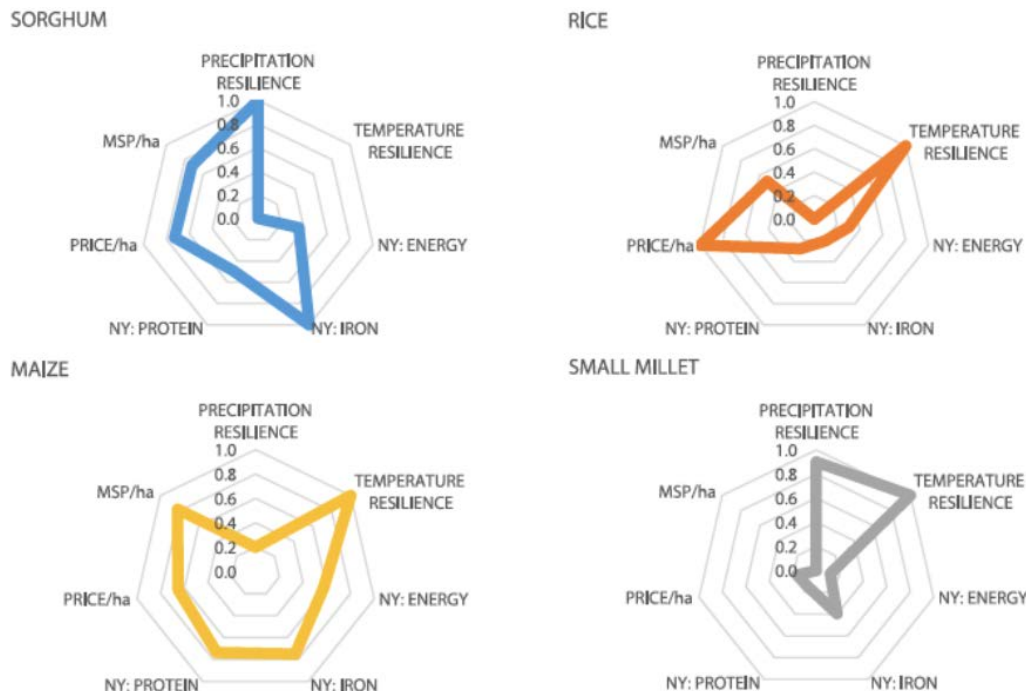 SORGHUM
PRECIPITATION
RESILIENCE
1.0
0.8
0.6
0.4
0.2
0.0
TEMPERATURE
RESILIENCE
NY: ENERGY
NY: IRON
NY: PROTEIN
PRICE/ha
MSP/ha
RICE
PRECIPITATION
RESILIENCE
1.0
0.8
0.6
0.4
0.2
0.0
TEMPERATURE
RESILIENCE
NY: ENERGY
NY: IRON
NY: PROTEIN
PRICE/ha
MSP/ha
MAIZE
PRECIPITATION
RESILIENCE
1.0
0.8
0.6
0.4
0.2
0.0
TEMPERATURE
RESILIENCE
NY: ENERGY
NY: IRON
NY: PROTEIN
PRICE/ha
MSP/ha
SMALL MILLET
PRECIPITATION
RESILIENCE
1.0
0.8
0.6
0.4
0.2
0.0
TEMPERATURE
RESILIENCE
NY: ENERGY
NY: IRON
NY: PROTEIN
PRICE/ha
MSP/ha